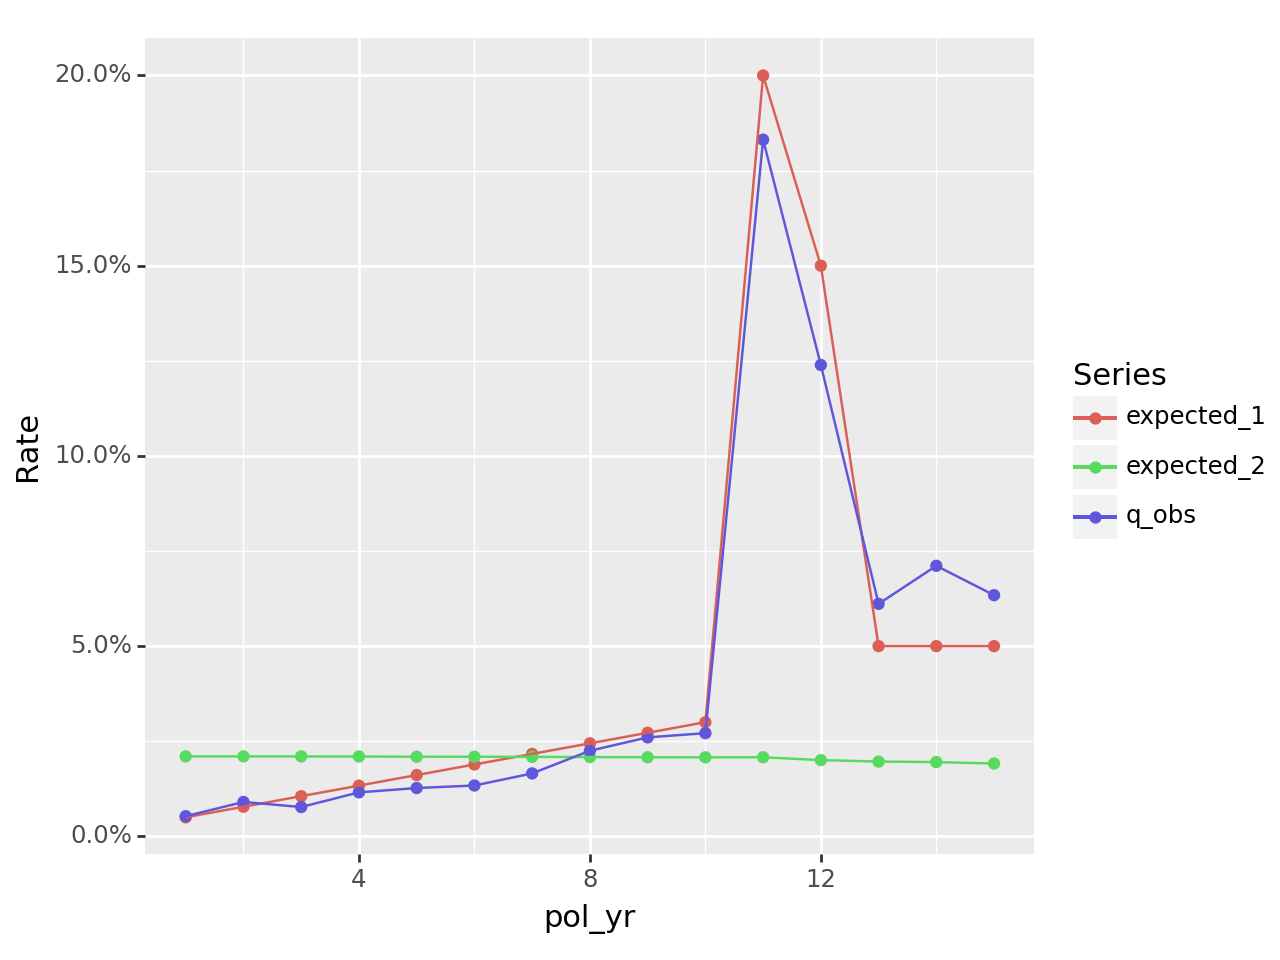 20.0%
15.0%
10.0%
5.0%
0.0%
Rate
4 8 12
pol_yr
Series
expected_1
expected_2
q_obs